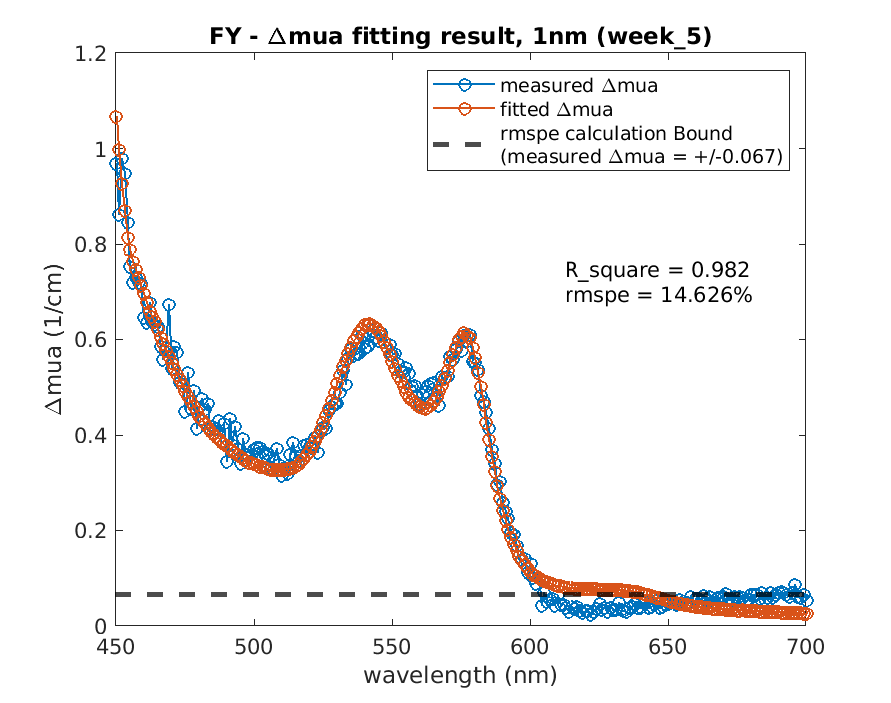 FY - Δmua fitting result, 1nm (week_5)
measured Δmua
fitted Δmua
rmspe calculation Bound
(measured Δmua = +/-0.067)
R_square = 0.982
rmspe = 14.626%
1.2
1
0.8
0.6
0.4
0.2
0
Δmua (1/cm)
450
500
550
600
650
700
wavelength (nm)